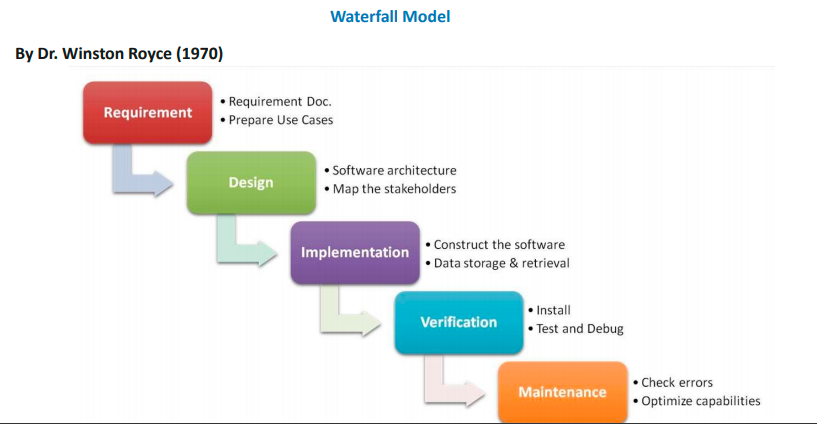 Waterfall Model
By Dr. Winston Royce (1970)
Requirement
• Requirement Doc.
• Prepare Use Cases
Design
• Software architecture
• Map the stakeholders
Implementation
• Construct the software
• Data storage & retrieval
Verification
• Install
• Test and Debug
Maintenance
• Check errors
• Optimize capabilities